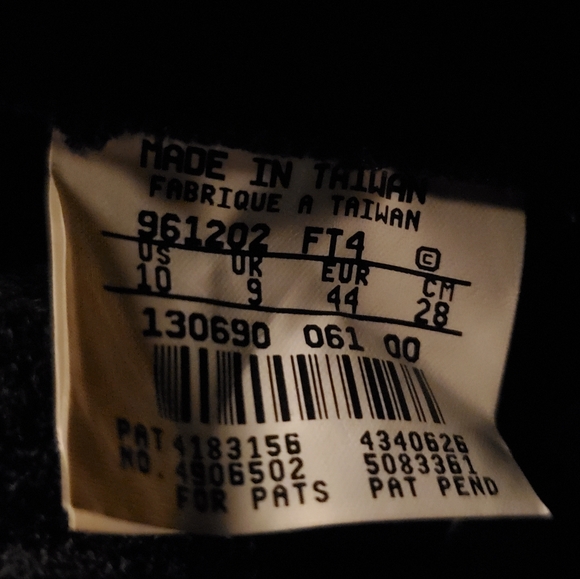 MADE IN TAIWAN
FABRIQUE A TAIWAN
961202 FT4 ©
US UK EUR CM
10 9 44 28
130690 061 00
PAT 4183156 4340626
NO. 4906502 5083361
FOR PATS PAT PEND